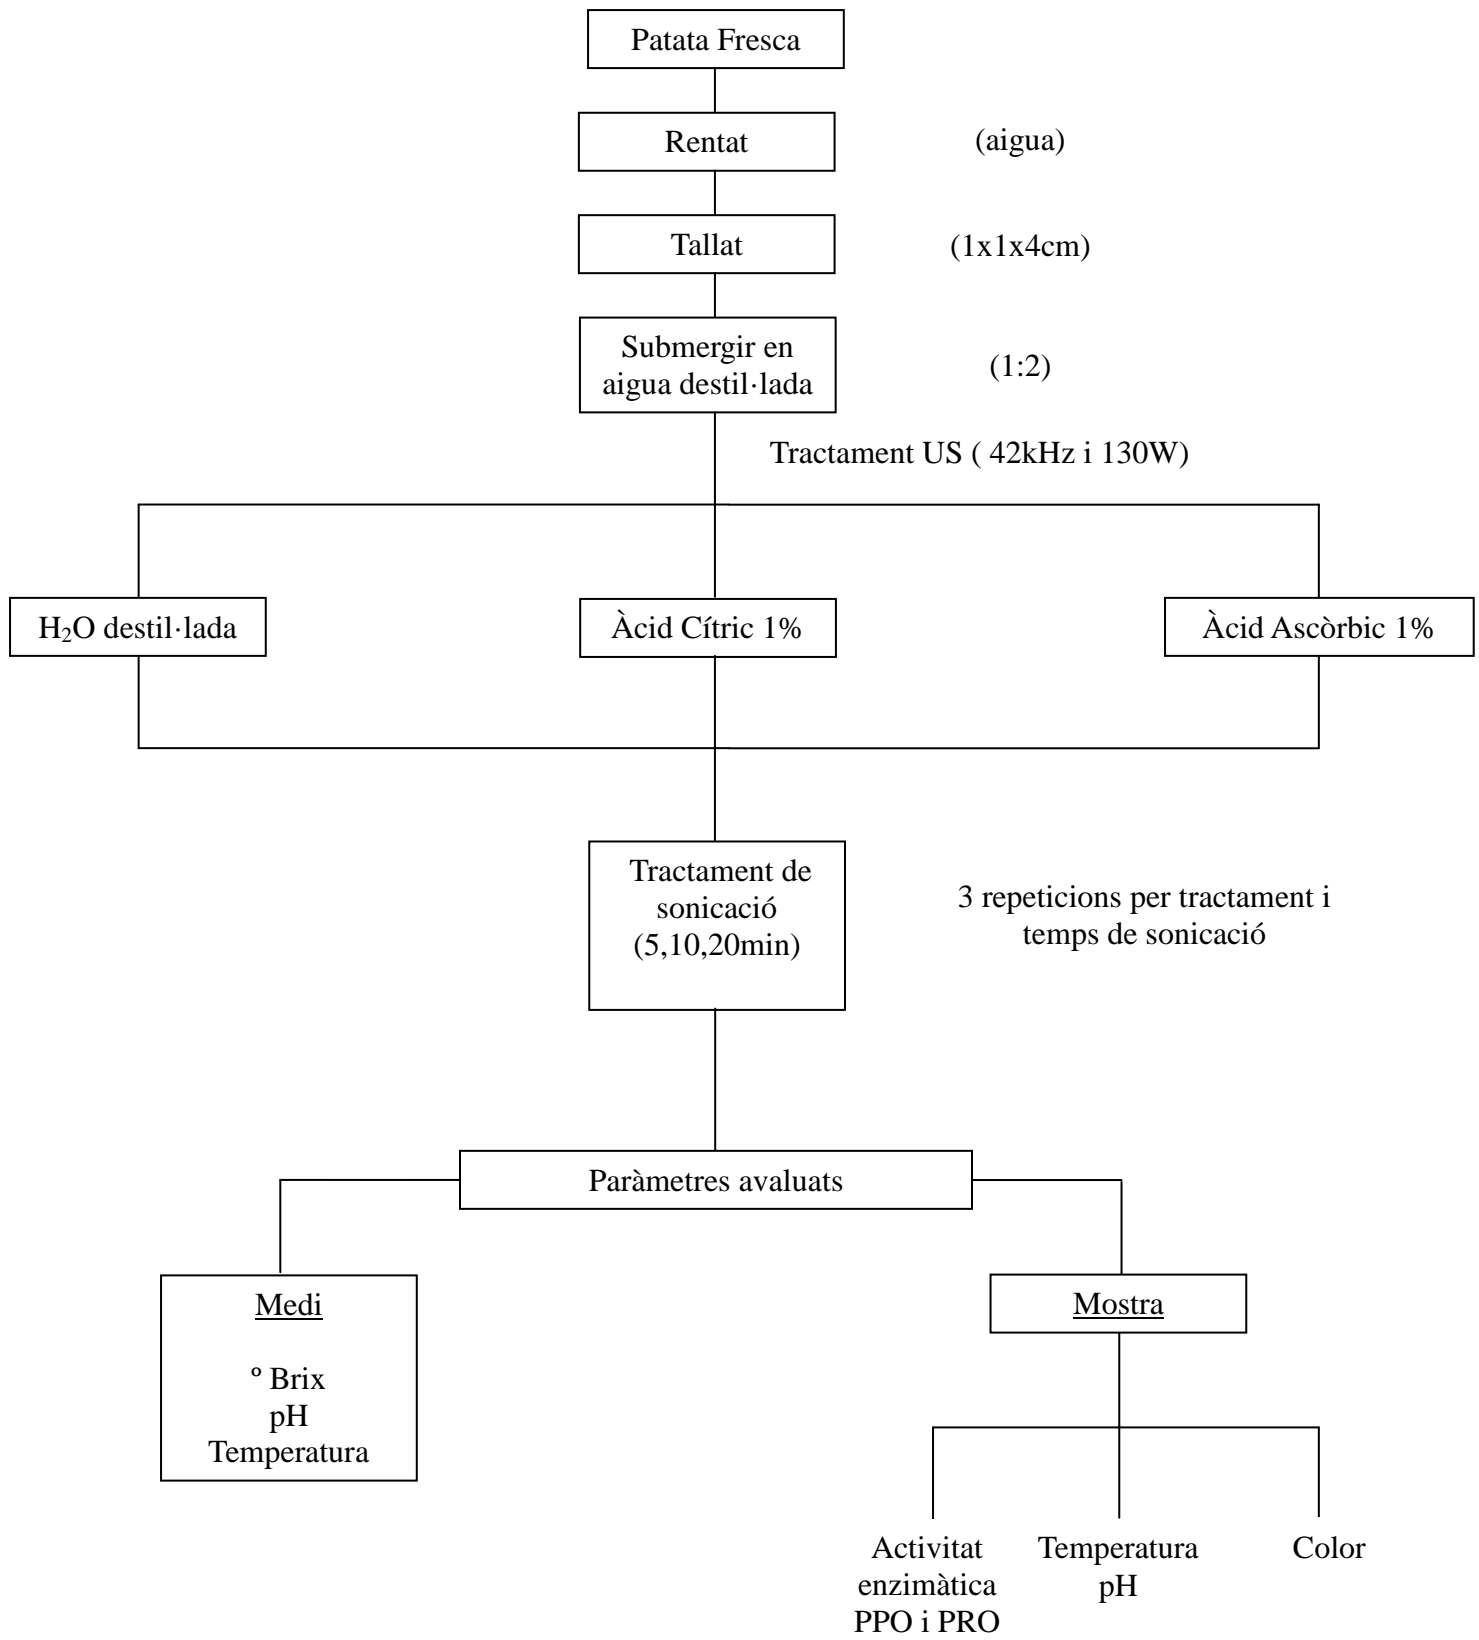 Patata Fresca
Rentat
(aigua)
Tallat
(1x1x4cm)
Submergir en
aigua destil·lada
(1:2)
Tractament US ( 42kHz i 130W)
H₂O destil·lada
Àcid Cítric 1%
Àcid Ascòrbic 1%
Tractament de
sonicació
(5,10,20min)
3 repeticions per tractament i
temps de sonicació
Paràmetres avaluats
Medi
º Brix
pH
Temperatura
Mostra
Activitat
enzimàtica
PPO i PRO
Temperatura
pH
Color